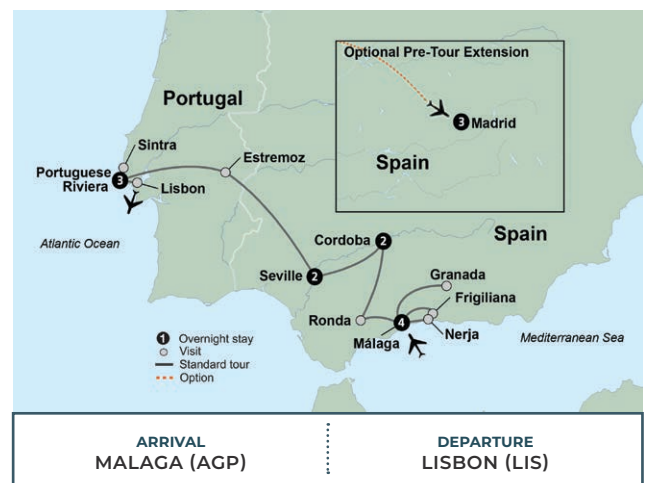 Optional Pre-Tour Extension
Portugal
3 Madrid
Sintra
Estremoz
Portuguese
Riviera
3
Lisbon
Spain
Atlantic Ocean
Cordoba
2
Spain
Seville
2
Granada
Frigiliana
Ronda
4
Málaga
Nerja
Mediterranean Sea
1 Overnight stay
Visit
Standard tour
Option
ARRIVAL
MALAGA (AGP)
DEPARTURE
LISBON (LIS)